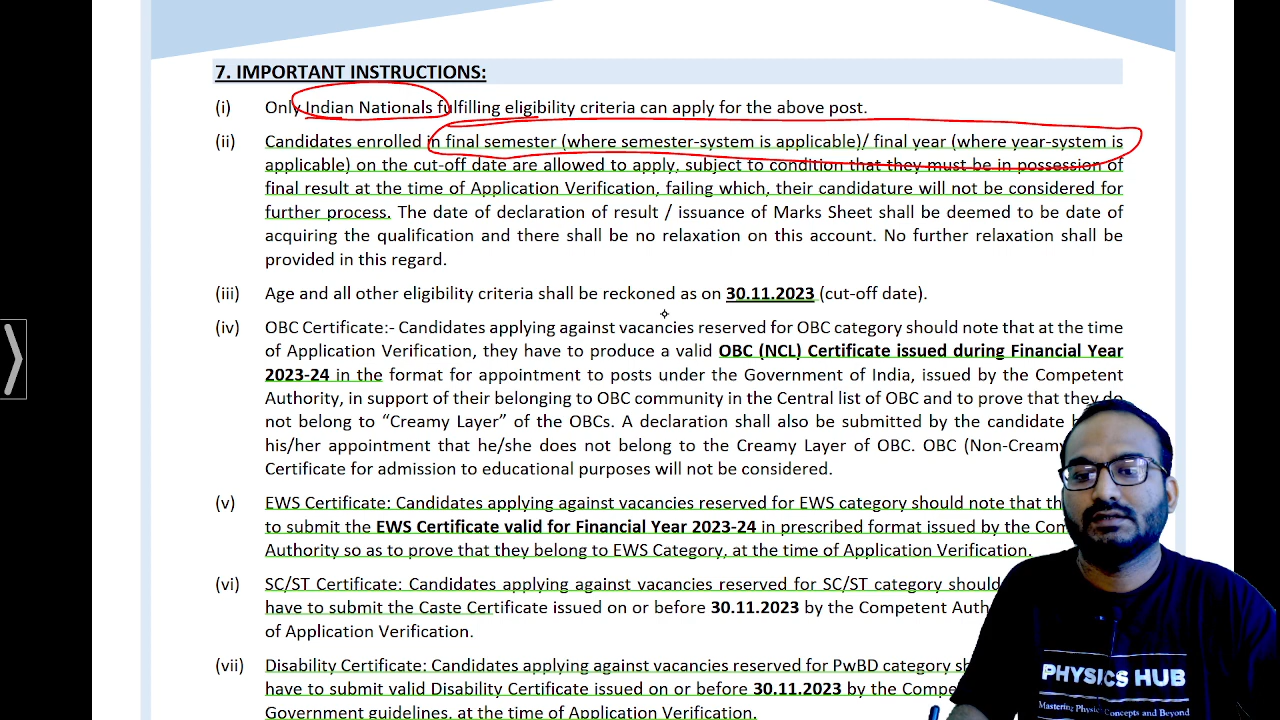 7. IMPORTANT INSTRUCTIONS:
(i) Only Indian Nationals fulfilling eligibility criteria can apply for the above post.
(ii) Candidates enrolled in final semester (where semester-system is applicable)/ final year (where year-system is
applicable) on the cut-off date are allowed to apply, subject to condition that they must be in possession of
final result at the time of Application Verification, failing which, their candidature will not be considered for
further process. The date of declaration of result / issuance of Marks Sheet shall be deemed to be date of
acquiring the qualification and there shall be no relaxation on this account. No further relaxation shall be
provided in this regard.
(iii) Age and all other eligibility criteria shall be reckoned as on 30.11.2023 (cut-off date).
(iv) OBC Certificate:- Candidates applying against vacancies reserved for OBC category should note that at the time
of Application Verification, they have to produce a valid OBC (NCL) Certificate issued during Financial Year
2023-24 in the format for appointment to posts under the Government of India, issued by the Competent
Authority, in support of their belonging to OBC community in the Central list of OBC and to prove that they do
not belong to “Creamy Layer” of the OBCs. A declaration shall also be submitted by the candidate
his/her appointment that he/she does not belong to the Creamy Layer of OBC. OBC (Non-Creamy
Certificate for admission to educational purposes will not be considered.
(v) EWS Certificate: Candidates applying against vacancies reserved for EWS category should note that
to submit the EWS Certificate valid for Financial Year 2023-24 in prescribed format issued by the
Authority so as to prove that they belong to EWS Category, at the time of Application Verification.
(vi) SC/ST Certificate: Candidates applying against vacancies reserved for SC/ST category should
have to submit the Caste Certificate issued on or before 30.11.2023 by the Competent
of Application Verification.
(vii) Disability Certificate: Candidates applying against vacancies reserved for PwBD category
have to submit valid Disability Certificate issued on or before 30.11.2023 by the
Government guidelines, at the time of Application Verification.
PHYSICS HUB
Mastering Physics Concepts and Beyond